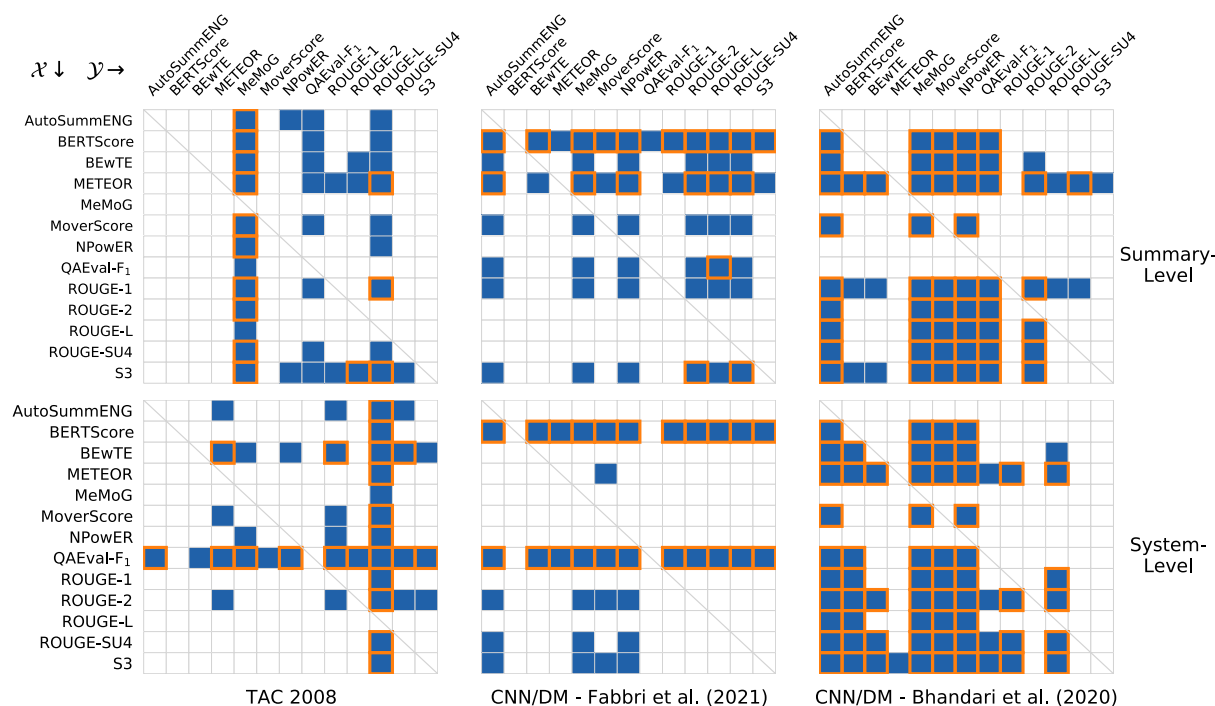 AutoSummENG BERTScore BEwTE METEOR MeMoG MoverScore NPowER QAEval-F₁ ROUGE-1 ROUGE-2 ROUGE-L ROUGE-SU4 S3
AutoSummENG BERTScore BEwTE METEOR MeMoG MoverScore NPowER QAEval-F₁ ROUGE-1 ROUGE-2 ROUGE-L ROUGE-SU4 S3
AutoSummENG BERTScore BEwTE METEOR MeMoG MoverScore NPowER QAEval-F₁ ROUGE-1 ROUGE-2 ROUGE-L ROUGE-SU4 S3
𝒳↓ 𝒴→
AutoSummENG
BERTScore
BEwTE
METEOR
MeMoG
MoverScore
NPowER
QAEval-F₁
ROUGE-1
ROUGE-2
ROUGE-L
ROUGE-SU4
S3
Summary-
Level
AutoSummENG
BERTScore
BEwTE
METEOR
MeMoG
MoverScore
NPowER
QAEval-F₁
ROUGE-1
ROUGE-2
ROUGE-L
ROUGE-SU4
S3
System-
Level
TAC 2008
CNN/DM - Fabbri et al. (2021)
CNN/DM - Bhandari et al. (2020)